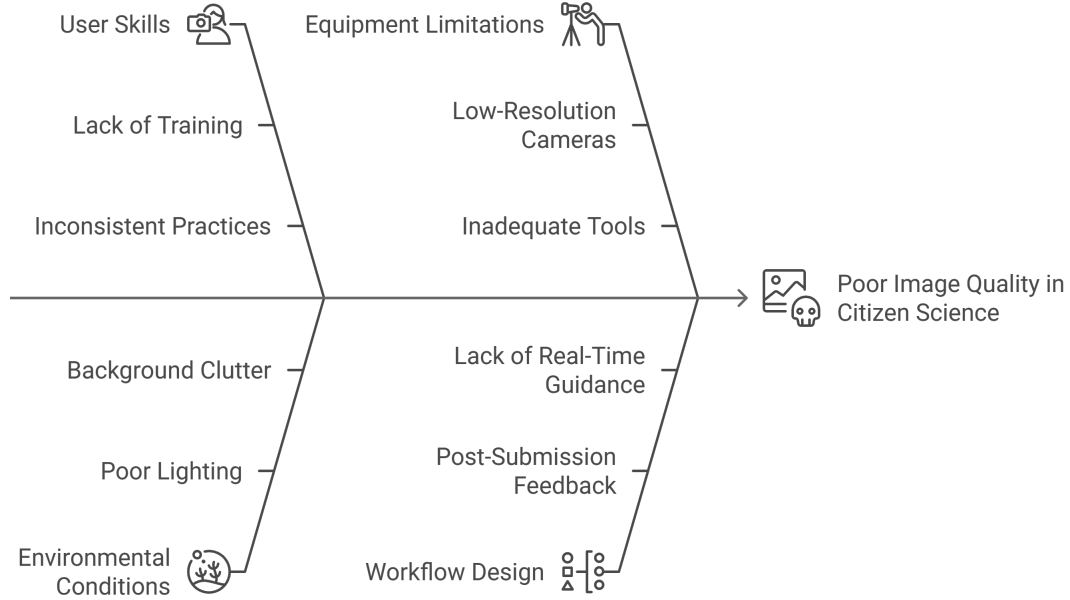 User Skills
Equipment Limitations
Lack of Training
Low-Resolution
Cameras
Inconsistent Practices
Inadequate Tools
Poor Image Quality in
Citizen Science
Background Clutter
Lack of Real-Time
Guidance
Poor Lighting
Post-Submission
Feedback
Environmental
Conditions
Workflow Design